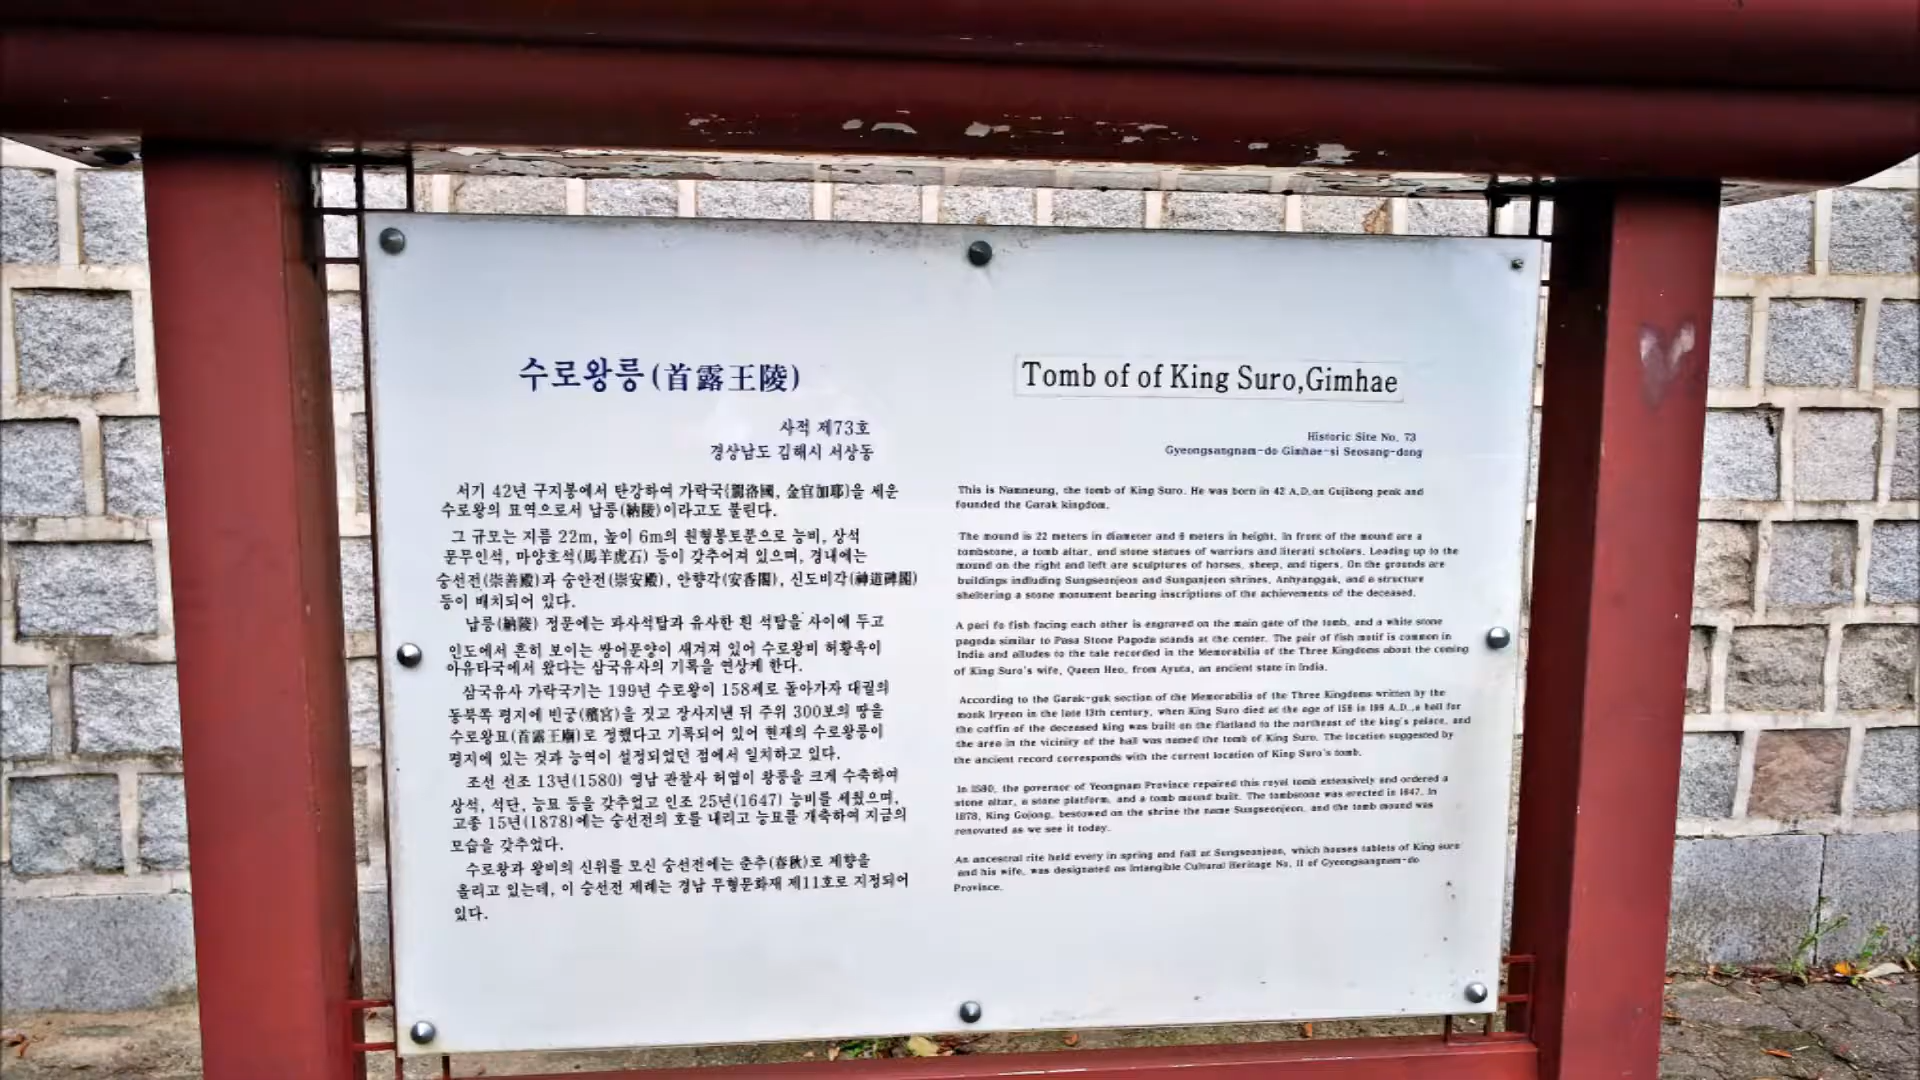 수로왕릉(首露王陵)
사적 제73호
경상남도 김해시 서상동
서기 42년 구지봉에서 탄강하여 가락국(駕洛國, 金官加耶)을 세운
수로왕의 묘역으로서 납릉(納陵)이라고도 불린다.
그 규모는 지름 22m, 높이 6m의 원형봉토분으로 능비, 상석
문무인석, 마양호석(馬羊虎石) 등이 갖추어져 있으며, 경내에는
숭선전(崇善殿)과 숭안전(崇安殿), 안향각(安香閣), 신도비각(神道碑閣)
등이 배치되어 있다.
납릉(納陵) 정문에는 파사석탑과 유사한 흰 석탑을 사이에 두고
인도에서 흔히 보이는 쌍어문양이 새겨져 있어 수로왕비 허황옥이
아유타국에서 왔다는 삼국유사의 기록을 연상케 한다.
삼국유사 가락국기는 199년 수로왕이 158세로 돌아가자 대궐의
동북쪽 평지에 빈궁(殯宮)을 짓고 장사지낸 뒤 주위 300보의 땅을
수로왕묘(首露王廟)로 정했다고 기록되어 있어 현재의 수로왕릉이
평지에 있는 것과 능역이 설정되었던 점에서 일치하고 있다.
조선 선조 13년(1580) 영남 관찰사 허엽이 왕릉을 크게 수축하여
상석, 석단, 능묘 등을 갖추었고 인조 25년(1647) 능비를 세웠으며,
고종 15년(1878)에는 숭선전의 호를 내리고 능묘를 개축하여 지금의
모습을 갖추었다.
수로왕과 왕비의 신위를 모신 숭선전에는 춘추(春秋)로 제향을
올리고 있는데, 이 숭선전 제례는 경남 무형문화재 제11호로 지정되어
있다.
Tomb of of King Suro,Gimhae
Historic Site No. 73
Gyeongsangnam-do Gimhae-si Seosang-dong
This is Namneung, the tomb of King Suro. He was born in 42 A.D.on Gujibong peak and
founded the Garak kingdom.
The mound is 22 meters in diameter and 6 meters in height. In front of the mound are a
tombstone, a tomb altar, and stone statues of warriors and literati scholars. Leading up to the
mound on the right and left are sculptures of horses, sheep, and tigers. On the grounds are
buildings indliuding Sungseonjeon and Sunganjeon shrines, Anhyanggak, and a structure
sheltering a stone monument bearing inscriptions of the achievements of the deceased.
A pari fo fish facing each other is engraved on the main gate of the tomb, and a white stone
pagoda similar to Pasa Stone Pagoda stands at the center. The pair of fish motif is common in
India and alludes to the tale recorded in the Memorabilia of the Three Kingdoms about the coming
of King Suro's wife, Queen Heo, from Ayuta, an ancient state in India.
According to the Garak-guk section of the Memorabilia of the Three Kingdoms written by the
monk Iryeon in the late 13th century, when King Suro died at the age of 158 in 199 A.D.,a hall for
the coffin of the deceased king was built on the flatland to the northeast of the king's palace, and
the area in the vicinity of the hall was named the tomb of King Suro. The location suggested by
the ancient record corresponds with the current location of King Suro's tomb.
In 1580, the governor of Yeongnam Province repaired this royal tomb extensively and ordered a
stone altar, a stone platform, and a tomb mound built. The tombstone was erected in 1647. In
1878, King Gojong, bestowed on the shrine the name Sungseonjeon, and the tomb mound was
renovated as we see it today.
An ancestral rite held every in spring and fall at Sungseonjeon, which houses tablets of King suro
and his wife, was designated as Intangible Cultural Heritage No. 11 of Gyeongsangnam-do
Province.